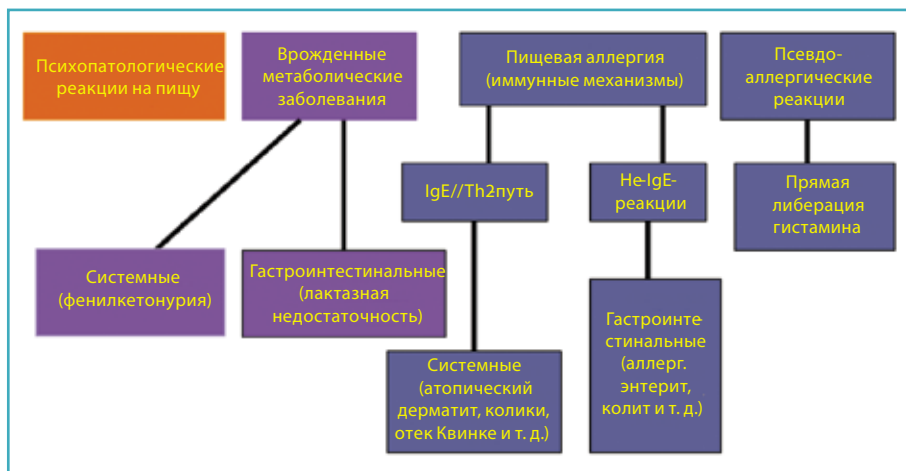 Психопатологические
реакции на пищу
Врожденные
метаболические
заболевания
Пищевая аллергия
(иммунные механизмы)
Псевдо-
аллергические
реакции
IgE//Th2путь
Не-IgE-
реакции
Прямая
либерация
гистамина
Системные
(фенилкетонурия)
Гастроинтестинальные
(лактазная
недостаточность)
Системные
(атопический
дерматит, колики,
отек Квинке и т. д.)
Гастроинте-
стинальные
(аллерг.
энтерит,
колит и т. д.)